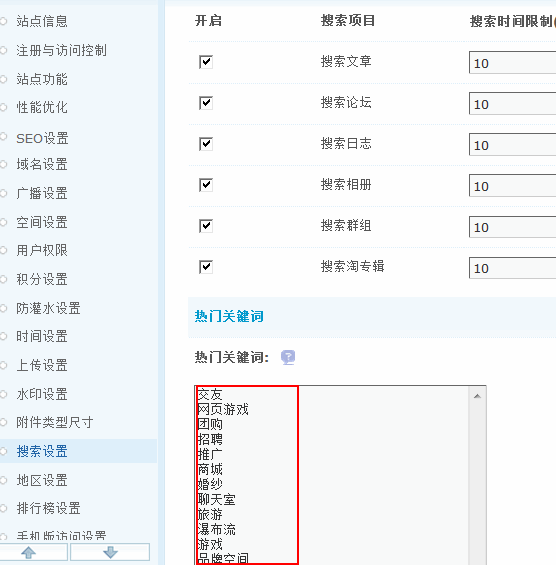 站点信息
注册与访问控制
站点功能
性能优化
SEO设置
域名设置
广播设置
空间设置
用户权限
积分设置
防灌水设置
时间设置
上传设置
水印设置
附件类型尺寸
搜索设置
地区设置
排行榜设置
手机版访问设置
开启 搜索项目 搜索时间限制(
搜索文章 10
搜索论坛 10
搜索日志 10
搜索相册 10
搜索群组 10
搜索淘专辑 10
热门关键词
热门关键词: ?
交友
网页游戏
团购
招聘
推广
商城
婚纱
聊天室
旅游
瀑布流
游戏
品牌空间